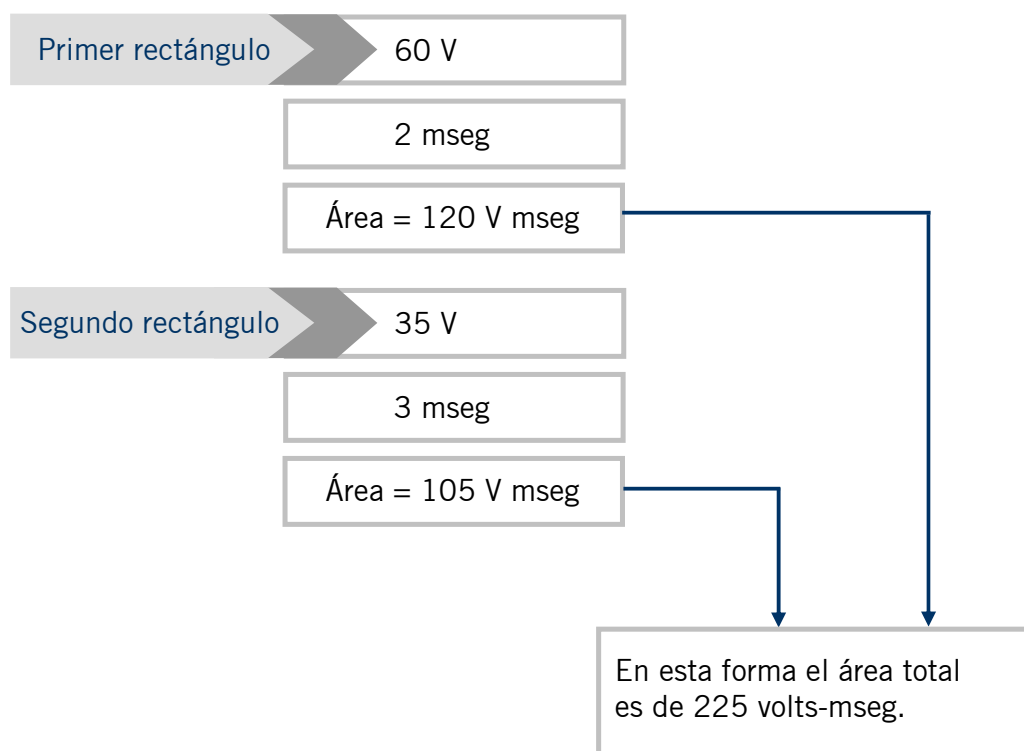 Primer rectángulo
60 V
2 mseg
Área = 120 V mseg
Segundo rectángulo
35 V
3 mseg
Área = 105 V mseg
En esta forma el área total
es de 225 volts-mseg.